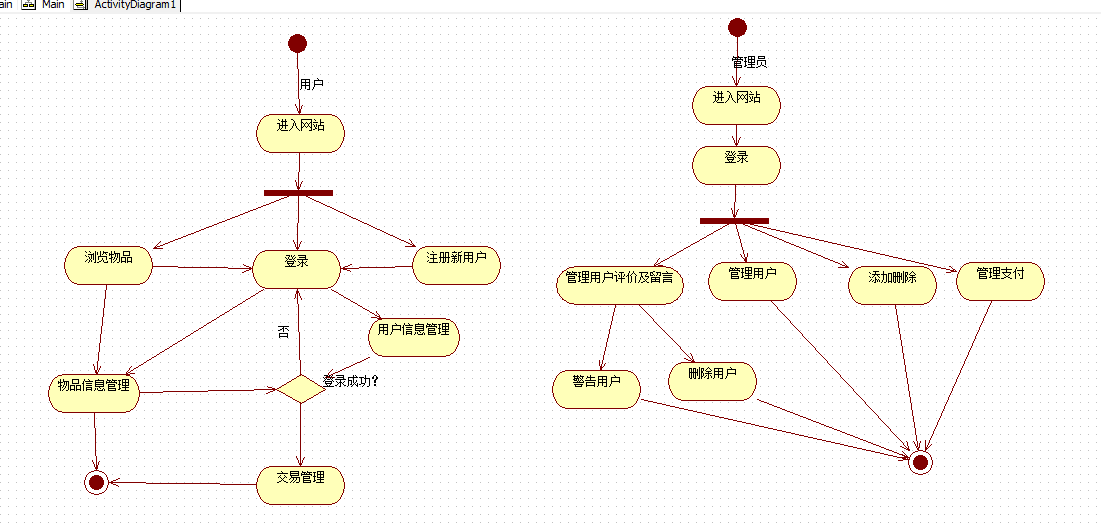 ain Main ActivityDiagram1
用户
进入网站
浏览物品
登录
注册新用户
否
用户信息管理
登录成功?
物品信息管理
交易管理
管理员
进入网站
登录
管理用户评价及留言
管理用户
添加删除
管理支付
警告用户
删除用户